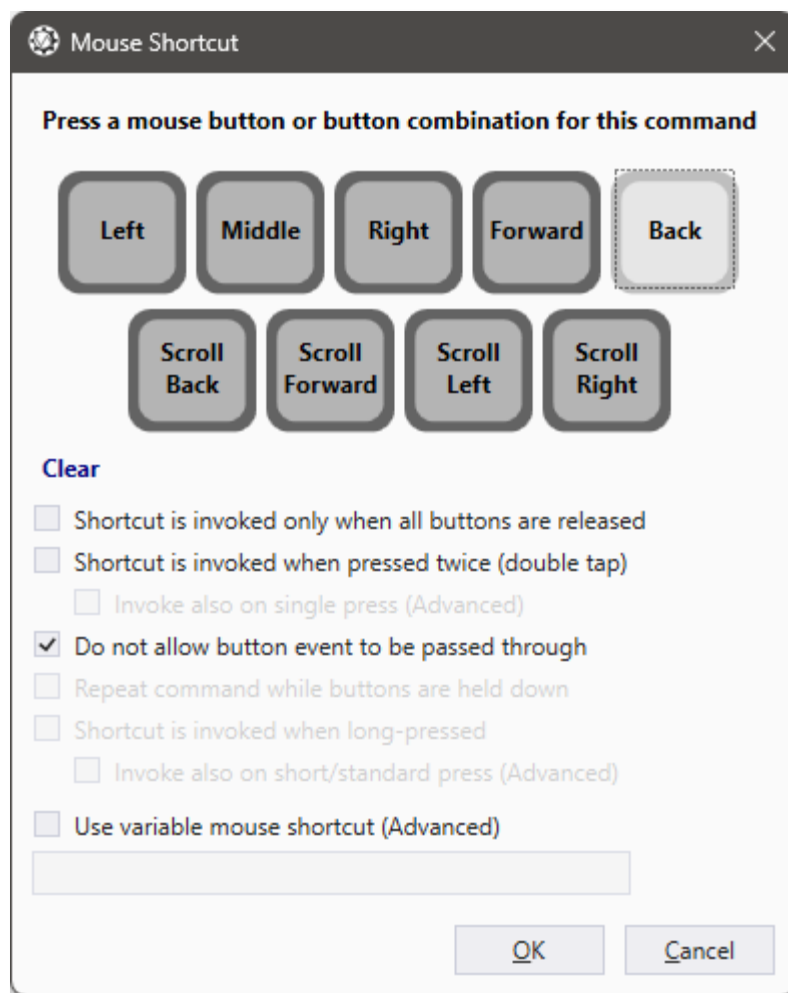 Mouse Shortcut
Press a mouse button or button combination for this command
Left Middle Right Forward Back
Scroll Scroll Scroll Scroll
Back Forward Left Right
Clear
Shortcut is invoked only when all buttons are released
Shortcut is invoked when pressed twice (double tap)
Invoke also on single press (Advanced)
Do not allow button event to be passed through
Repeat command while buttons are held down
Shortcut is invoked when long-pressed
Invoke also on short/standard press (Advanced)
Use variable mouse shortcut (Advanced)
OK Cancel